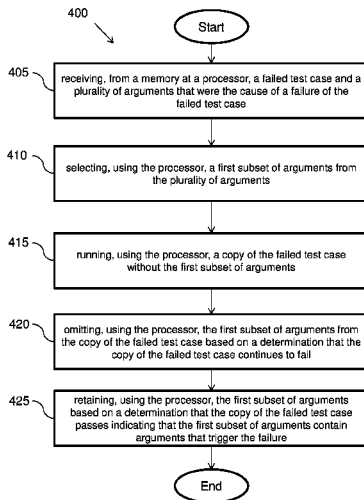 400
Start
405
receiving, from a memory at a processor, a failed test case and a
plurality of arguments that were the cause of a failure of the
failed test case
410
selecting, using the processor, a first subset of arguments from
the plurality of arguments
415
running, using the processor, a copy of the failed test case
without the first subset of arguments
420
omitting, using the processor, the first subset of arguments from
the copy of the failed test case based on a determination that the
copy of the failed test case continues to fail
425
retaining, using the processor, the first subset of arguments
based on a determination that the copy of the failed test case
passes indicating that the first subset of arguments contain
arguments that trigger the failure
End